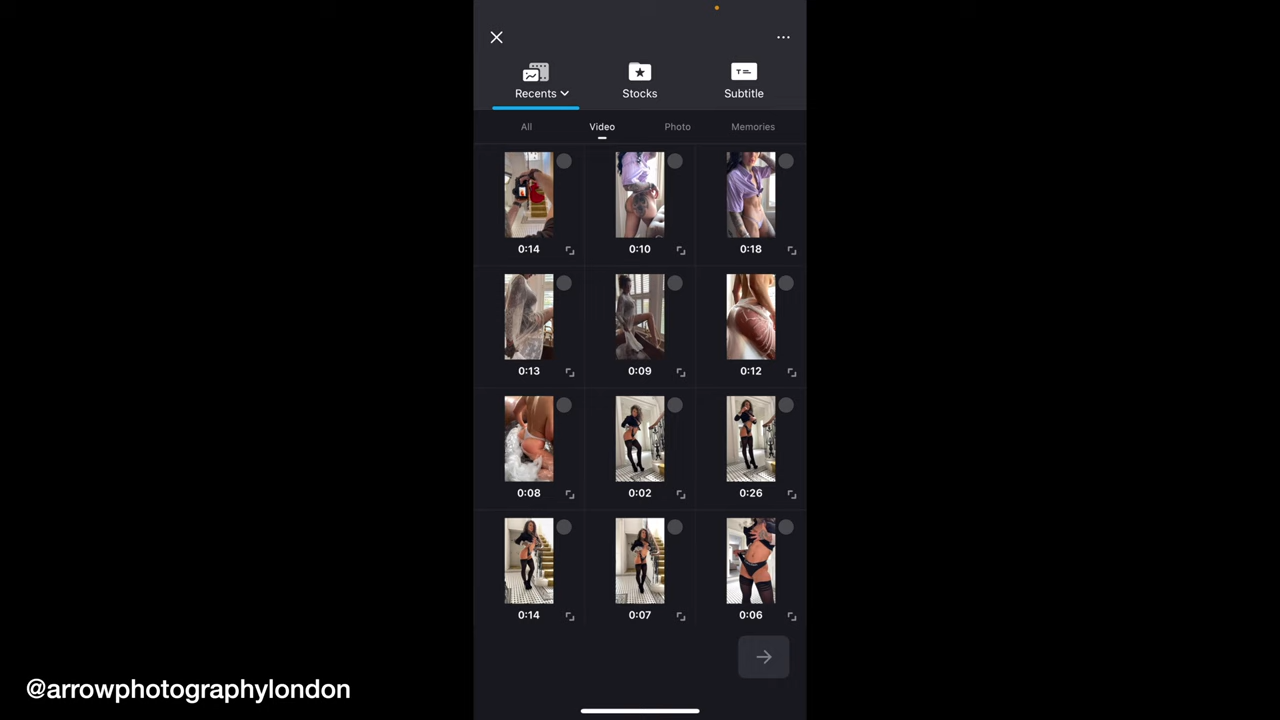 Recents
Stocks
Subtitle
All
Video
Photo
Memories
0:14
0:10
0:18
0:13
0:09
0:12
0:08
0:02
0:26
0:14
0:07
0:06
@arrowphotographylondon